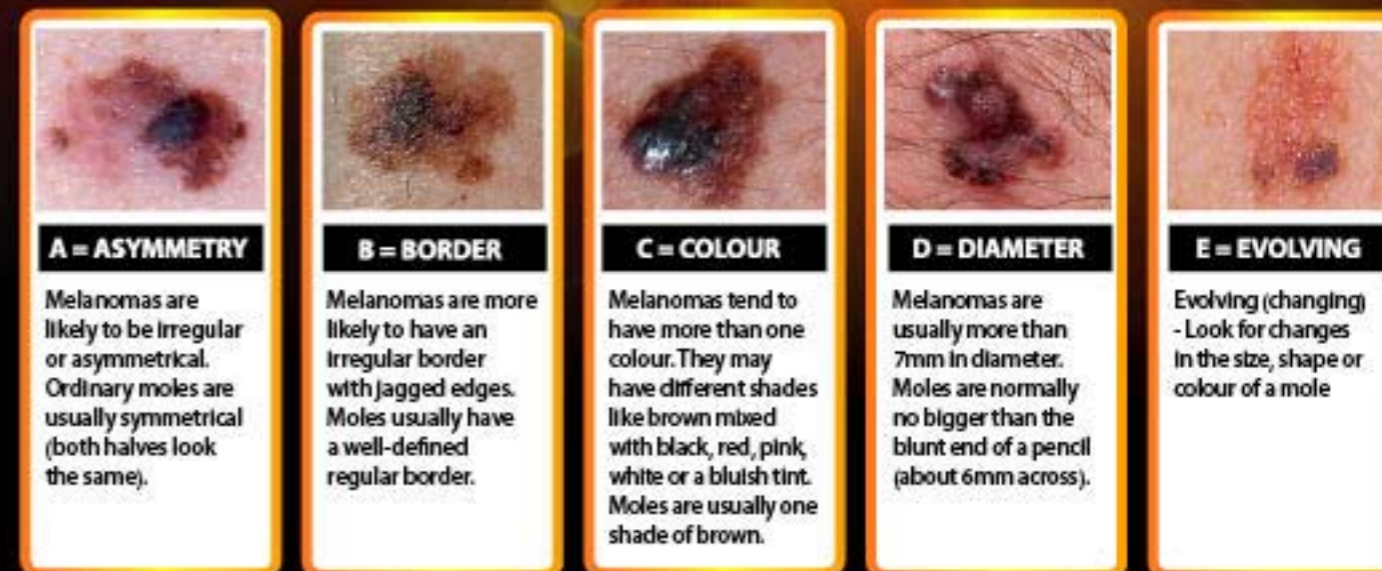 A = ASYMMETRY
Melanomas are
likely to be irregular
or asymmetrical.
Ordinary moles are
usually symmetrical
(both halves look
the same).
B = BORDER
Melanomas are more
likely to have an
irregular border
with jagged edges.
Moles usually have
a well-defined
regular border.
C = COLOUR
Melanomas tend to
have more than one
colour. They may
have different shades
like brown mixed
with black, red, pink,
white or a bluish tint.
Moles are usually one
shade of brown.
D = DIAMETER
Melanomas are
usually more than
7mm in diameter.
Moles are normally
no bigger than the
blunt end of a pencil
(about 6mm across).
E = EVOLVING
Evolving (changing)
- Look for changes
in the size, shape or
colour of a mole